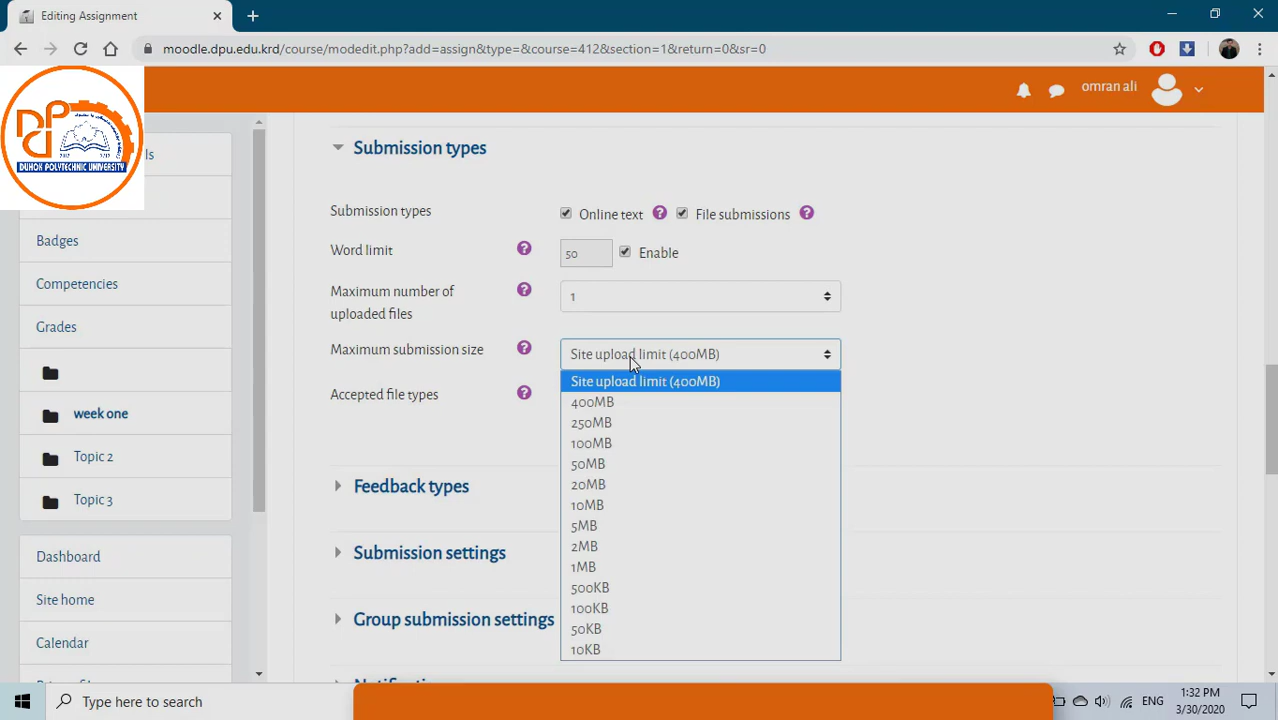 Editing Assignment
moodle.dpu.edu.krd/course/modedit.php?add=assign&type=&course=412&section=1&return=0&sr=0
omran ali
DPU
2012
DUHOK POLYTECHNIC UNIVERSITY
ls
Badges
Competencies
Grades
week one
Topic 2
Topic 3
Dashboard
Site home
Calendar
Submission types
Submission types
Online text
File submissions
Word limit
50
Enable
Maximum number of
uploaded files
1
Maximum submission size
Site upload limit (400MB)
Site upload limit (400MB)
400MB
250MB
100MB
50MB
20MB
10MB
5MB
2MB
1MB
500KB
100KB
50KB
10KB
Accepted file types
Feedback types
Submission settings
Group submission settings
Type here to search
ENG
1:32 PM
3/30/2020